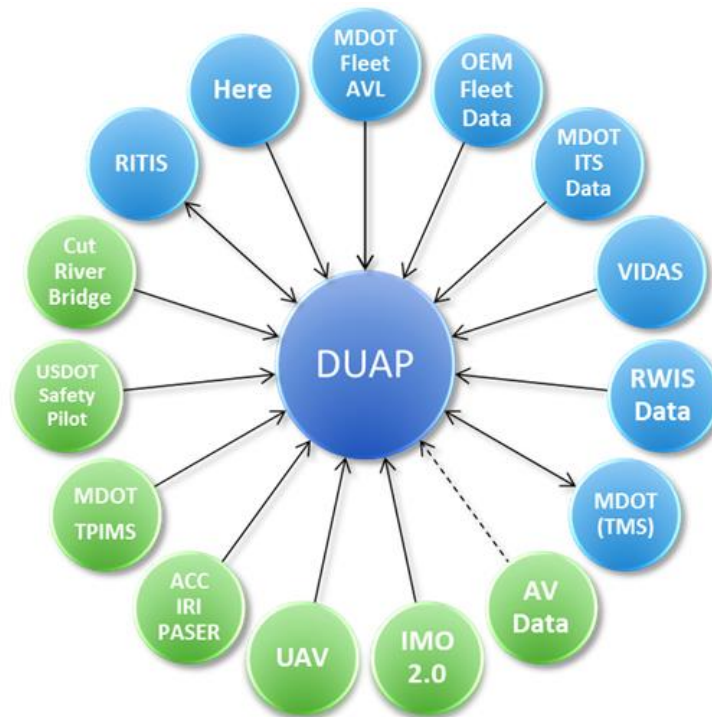 MDOT
Fleet
AVL
OEM
Fleet
Data
MDOT
ITS
Data
VIDAS
RWIS
Data
MDOT
(TMS)
AV
Data
IMO
2.0
UAV
ACC
IRI
PASER
MDOT
TPIMS
USDOT
Safety
Pilot
Cut
River
Bridge
RITIS
Here
DUAP